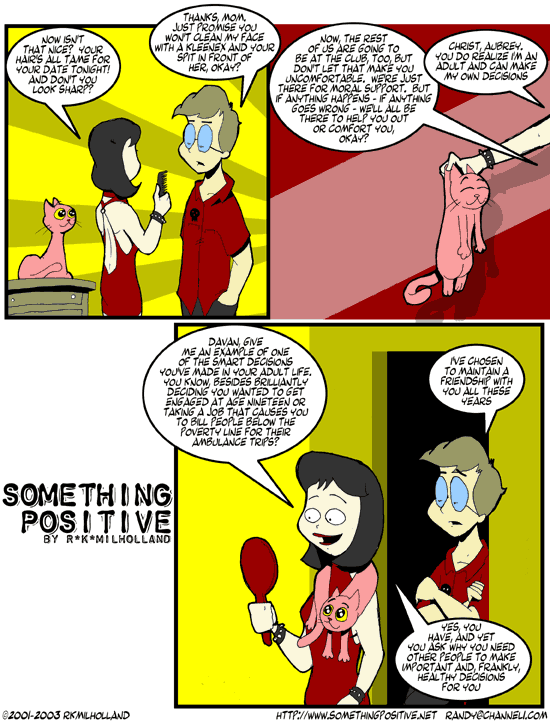 NOW ISN'T
THAT NICE? YOUR
HAIR'S ALL TAME FOR
YOUR DATE TONIGHT!
AND DON'T YOU
LOOK SHARP?
THANKS, MOM.
JUST PROMISE YOU
WON'T CLEAN MY FACE
WITH A KLEENEX AND YOUR
SPIT IN FRONT OF
HER, OKAY?
NOW, THE REST
OF US ARE GOING TO
BE AT THE CLUB, TOO, BUT
DON'T LET THAT MAKE YOU
UNCOMFORTABLE. WE'RE JUST
THERE FOR MORAL SUPPORT. BUT
IF ANYTHING HAPPENS - IF ANYTHING
GOES WRONG - WE'LL ALL BE
THERE TO HELP YOU OUT
OR COMFORT YOU,
OKAY?
CHRIST, AUBREY.
YOU DO REALIZE I'M AN
ADULT AND CAN MAKE
MY OWN DECISIONS
DAVAN, GIVE
ME AN EXAMPLE OF ONE
OF THE SMART DECISIONS
YOU'VE MADE IN YOUR ADULT LIFE.
YOU KNOW, BESIDES BRILLIANTLY
DECIDING YOU WANTED TO GET
ENGAGED AT AGE NINETEEN OR
TAKING A JOB THAT CAUSES YOU
TO BILL PEOPLE BELOW THE
POVERTY LINE FOR THEIR
AMBULANCE TRIPS?
I'VE CHOSEN
TO MAINTAIN A
FRIENDSHIP WITH
YOU ALL THESE
YEARS
YES, YOU
HAVE, AND YET
YOU ASK WHY YOU NEED
OTHER PEOPLE TO MAKE
IMPORTANT AND, FRANKLY,
HEALTHY DECISIONS
FOR YOU
SOMETHING
POSITIVE
BY R*K*MILHOLLAND
©2001-2003 RKMILHOLLAND
HTTP://WWW.SOMETHINGPOSITIVE.NET RANDY@CHANNEL1.COM